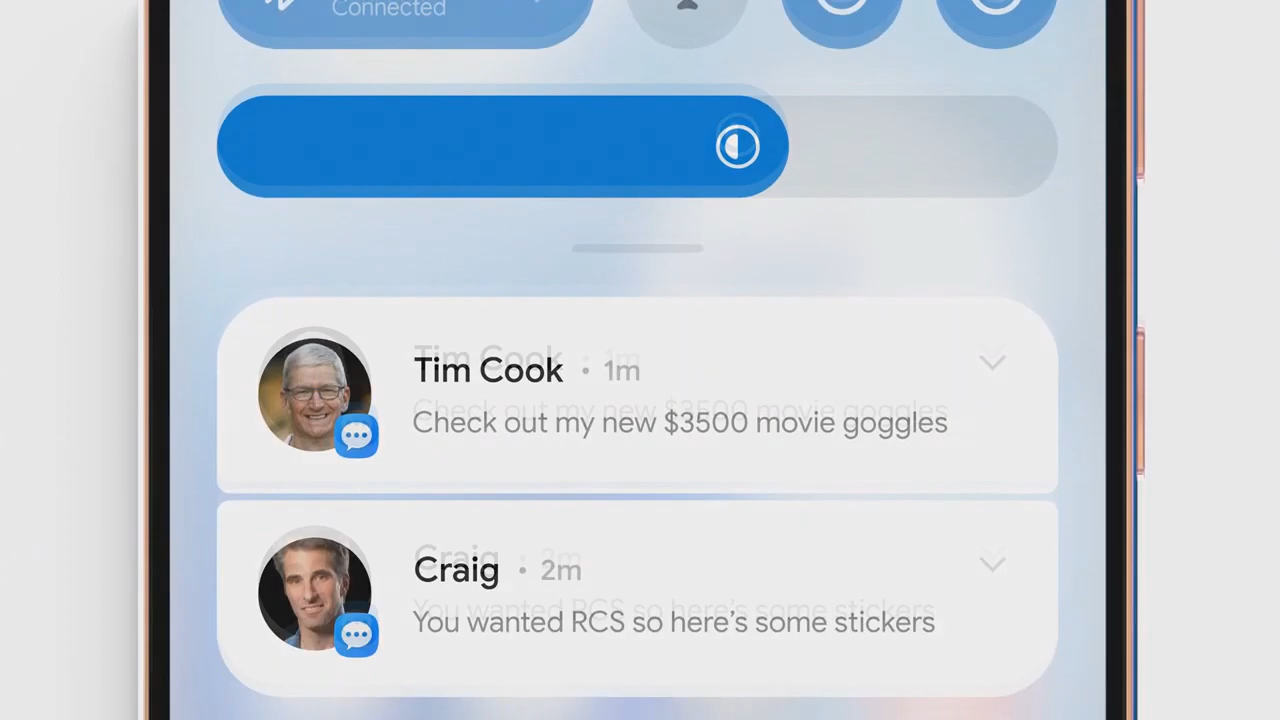 Connected
Tim Cook • 1m
Check out my new $3500 movie goggles
Craig • 2m
You wanted RCS so here's some stickers